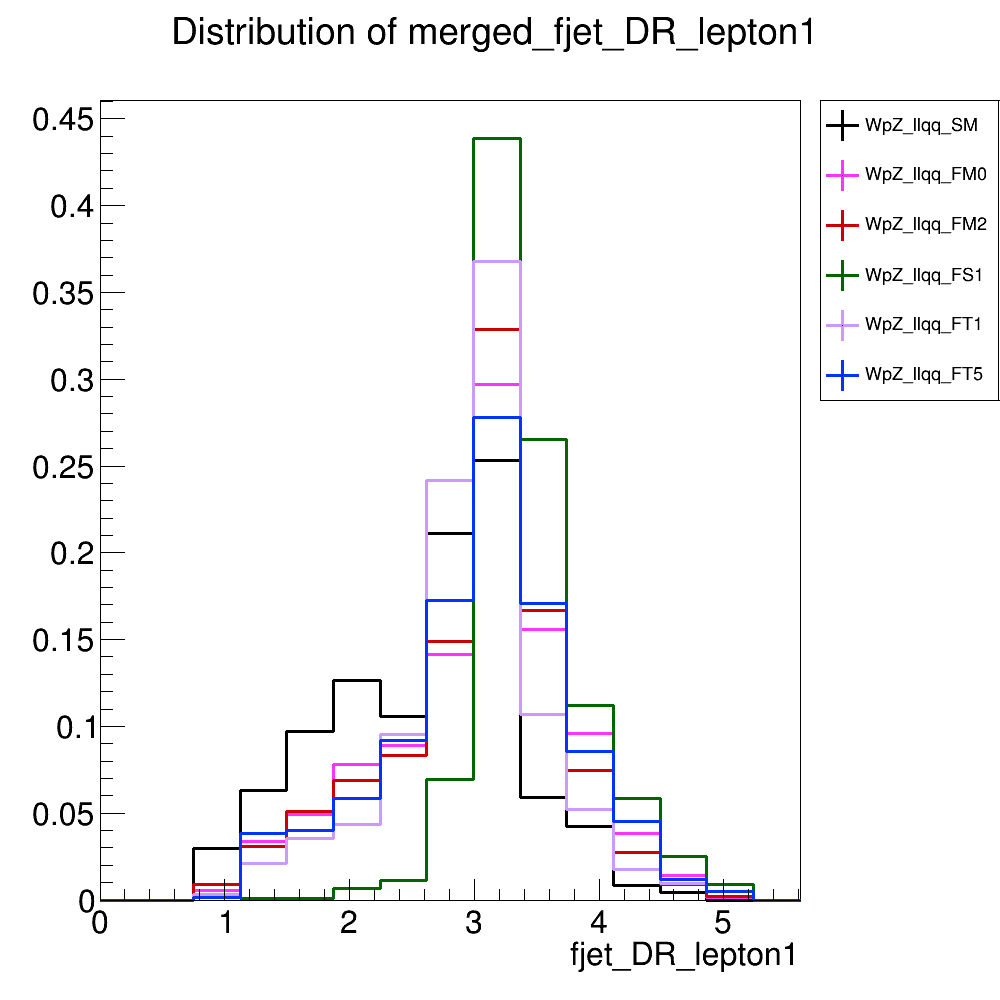 Distribution of merged_fjet_DR_lepton1
0.45
0.4
0.35
0.3
0.25
0.2
0.15
0.1
0.05
0
0 1 2 3 4 5
fjet_DR_lepton1
WpZ_llqq_SM
WpZ_llqq_FM0
WpZ_llqq_FM2
WpZ_llqq_FS1
WpZ_llqq_FT1
WpZ_llqq_FT5